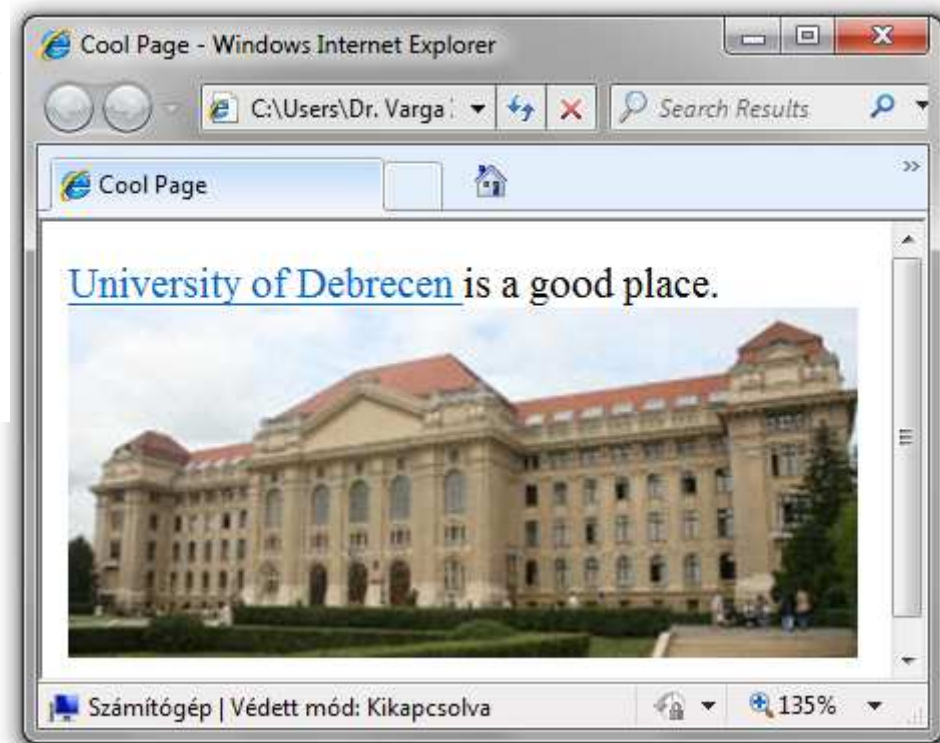 Cool Page - Windows Internet Explorer
C:\Users\Dr. Varga
Search Results
Cool Page
University of Debrecen is a good place.
Számítógép | Védett mód: Kikapcsolva
135%